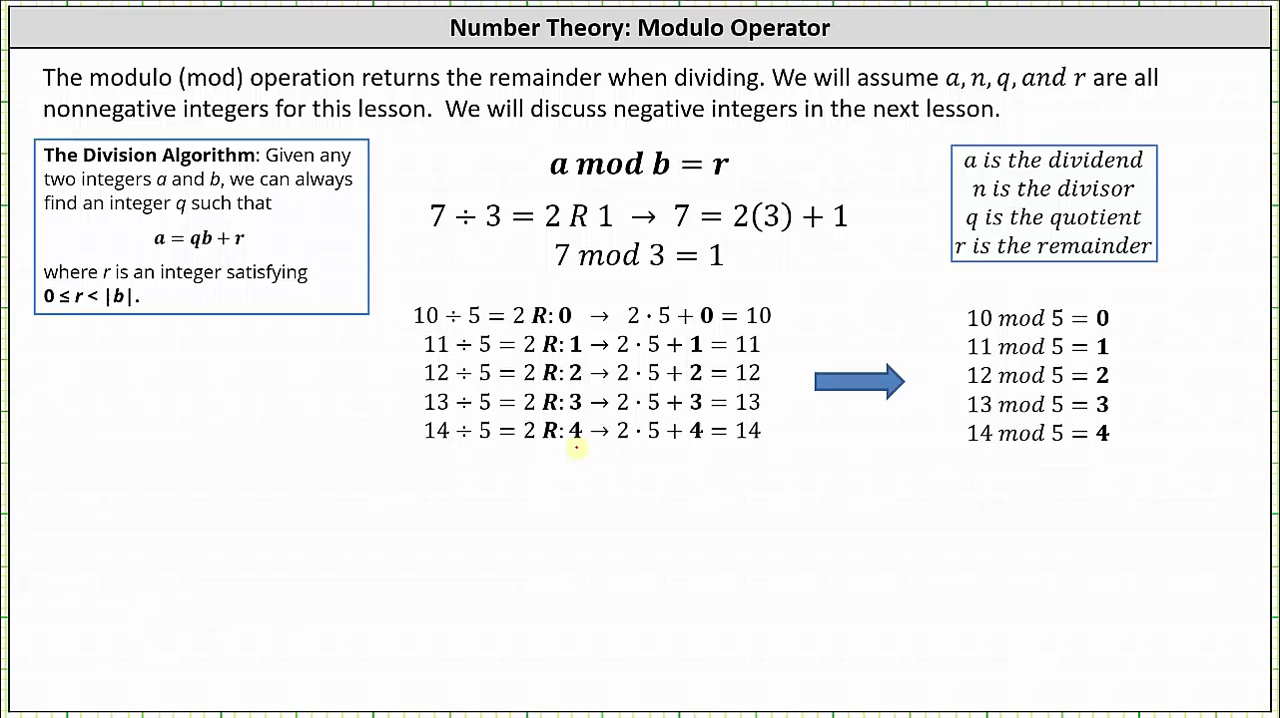 Number Theory: Modulo Operator
The modulo (mod) operation returns the remainder when dividing. We will assume a, n, q, and r are all
nonnegative integers for this lesson.  We will discuss negative integers in the next lesson.
The Division Algorithm: Given any
two integers a and b, we can always
find an integer q such that
a = qb + r
where r is an integer satisfying
0 ≤ r < |b|.
a mod b = r
7 ÷ 3 = 2 R 1 → 7 = 2(3) + 1
7 mod 3 = 1
a is the dividend
n is the divisor
q is the quotient
r is the remainder
10 ÷ 5 = 2 R: 0 → 2 · 5 + 0 = 10
11 ÷ 5 = 2 R: 1 → 2 · 5 + 1 = 11
12 ÷ 5 = 2 R: 2 → 2 · 5 + 2 = 12
13 ÷ 5 = 2 R: 3 → 2 · 5 + 3 = 13
14 ÷ 5 = 2 R: 4 → 2 · 5 + 4 = 14
10 mod 5 = 0
11 mod 5 = 1
12 mod 5 = 2
13 mod 5 = 3
14 mod 5 = 4